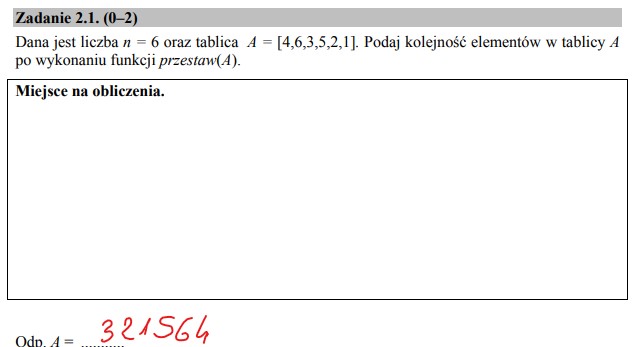 Zadanie 2.1. (0–2)
Dana jest liczba n = 6 oraz tablica A = [4,6,3,5,2,1]. Podaj kolejność elementów w tablicy A
po wykonaniu funkcji przestaw(A).
Miejsce na obliczenia.
Odp. A = ........... 321564